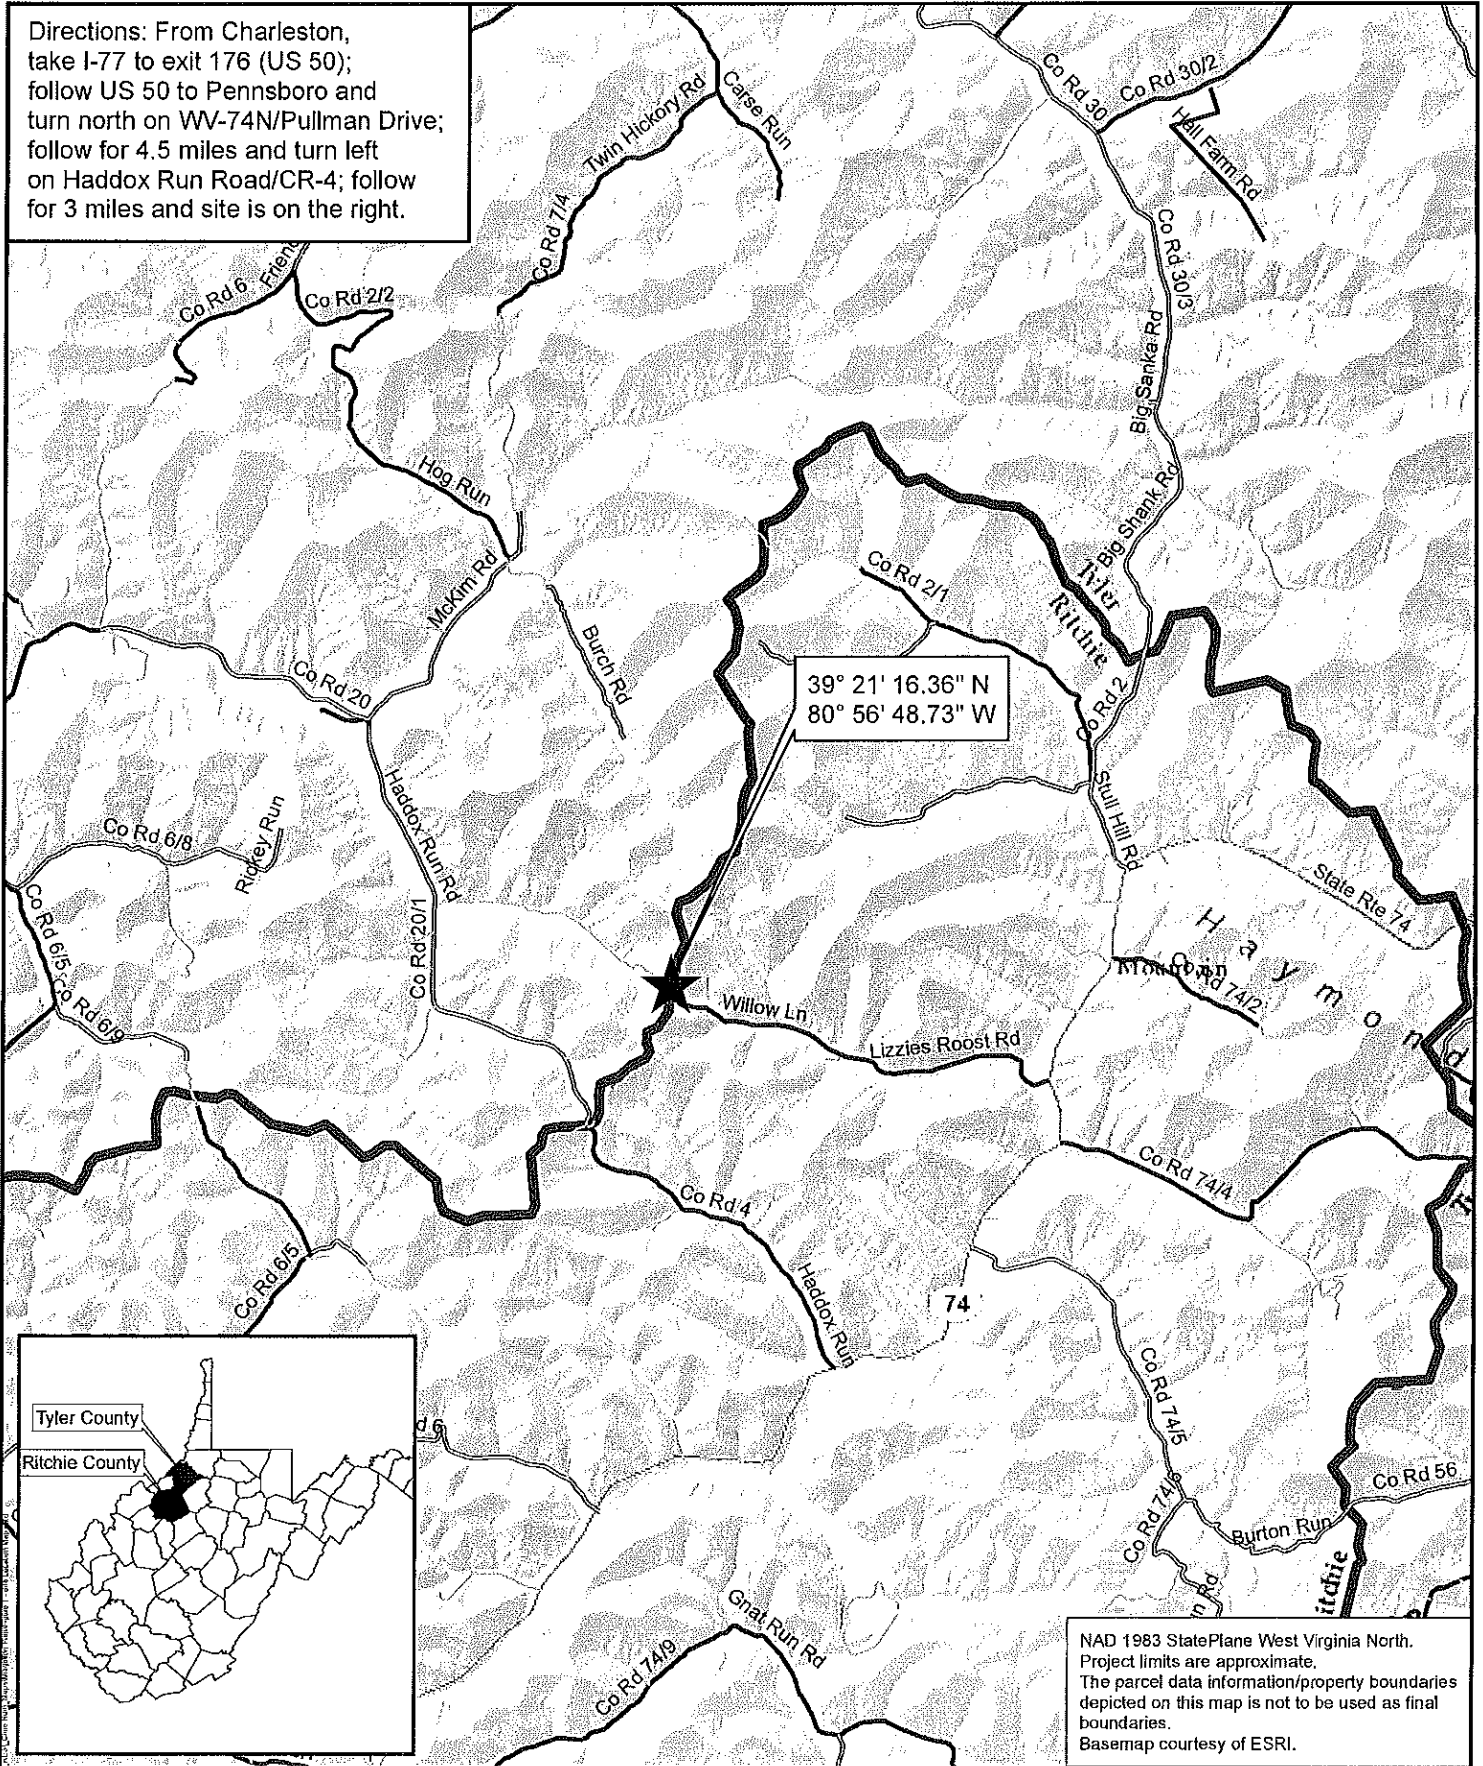 Directions: From Charleston,
take I-77 to exit 176 (US 50);
follow US 50 to Pennsboro and
turn north on WV-74N/Pullman Drive;
follow for 4.5 miles and turn left
on Haddox Run Road/CR-4; follow
for 3 miles and site is on the right.
Co Rd 30
Co Rd 30/2
Hall Farm Rd
Twin Hickory Rd
Carse Run
Co Rd 7/4
Co Rd 30/3
Co Rd 6
Co Rd 2/2
Big Sanka Rd
Hog Run
Big Shank Rd
McKim Rd
Co Rd 2/1
Tyler
Ritchie
Burch Rd
Co Rd 20
39° 21' 16.36" N
80° 56' 48.73" W
Co Rd 2
Stull Hill Rd
Haddox Run Rd
Co Rd 6/8
Rickey Run
State Rte 74
Co Rd 6/5
Co Rd 20/1
Haymond
Mountain
Co Rd 74/2
Co Rd 6/9
Willow Ln
Lizzies Roost Rd
Co Rd 74/4
Co Rd 4
Co Rd 6/5
Haddox Run
74
Co Rd 74/5
Tyler County
Ritchie County
d 6
Co Rd 56
Co Rd 74/6
Burton Run
itchie
n Rd
Gnat Run Rd
Co Rd 74/9
NAD 1983 StatePlane West Virginia North.
Project limits are approximate.
The parcel data information/property boundaries
depicted on this map is not to be used as final
boundaries.
Basemap courtesy of ESRI.